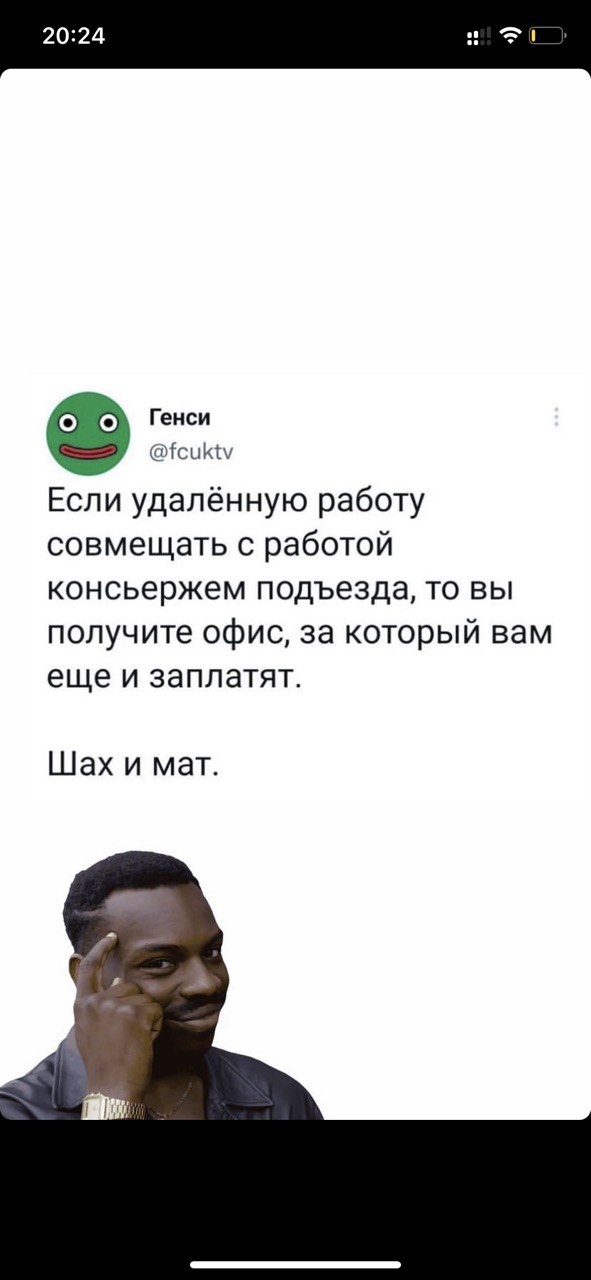 20:24
Генси
@fcuktv
Если удалённую работу
совмещать с работой
консьержем подъезда, то вы
получите офис, за который вам
еще и заплатят.
Шах и мат.